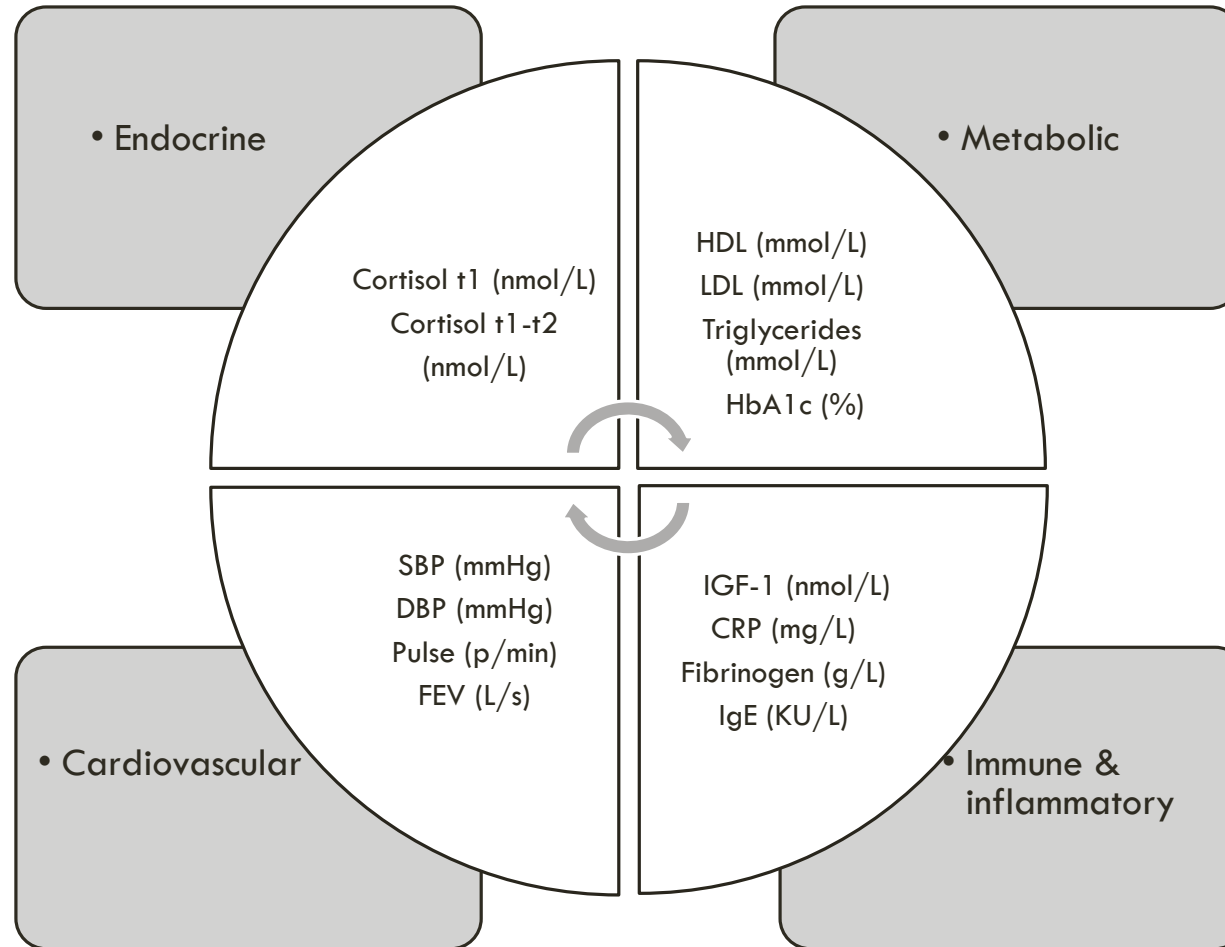 • Endocrine
Cortisol t1 (nmol/L)
Cortisol t1-t2
(nmol/L)
• Metabolic
HDL (mmol/L)
LDL (mmol/L)
Triglycerides
(mmol/L)
HbA1c (%)
SBP (mmHg)
DBP (mmHg)
Pulse (p/min)
FEV (L/s)
• Cardiovascular
IGF-1 (nmol/L)
CRP (mg/L)
Fibrinogen (g/L)
IgE (KU/L)
• Immune &
inflammatory